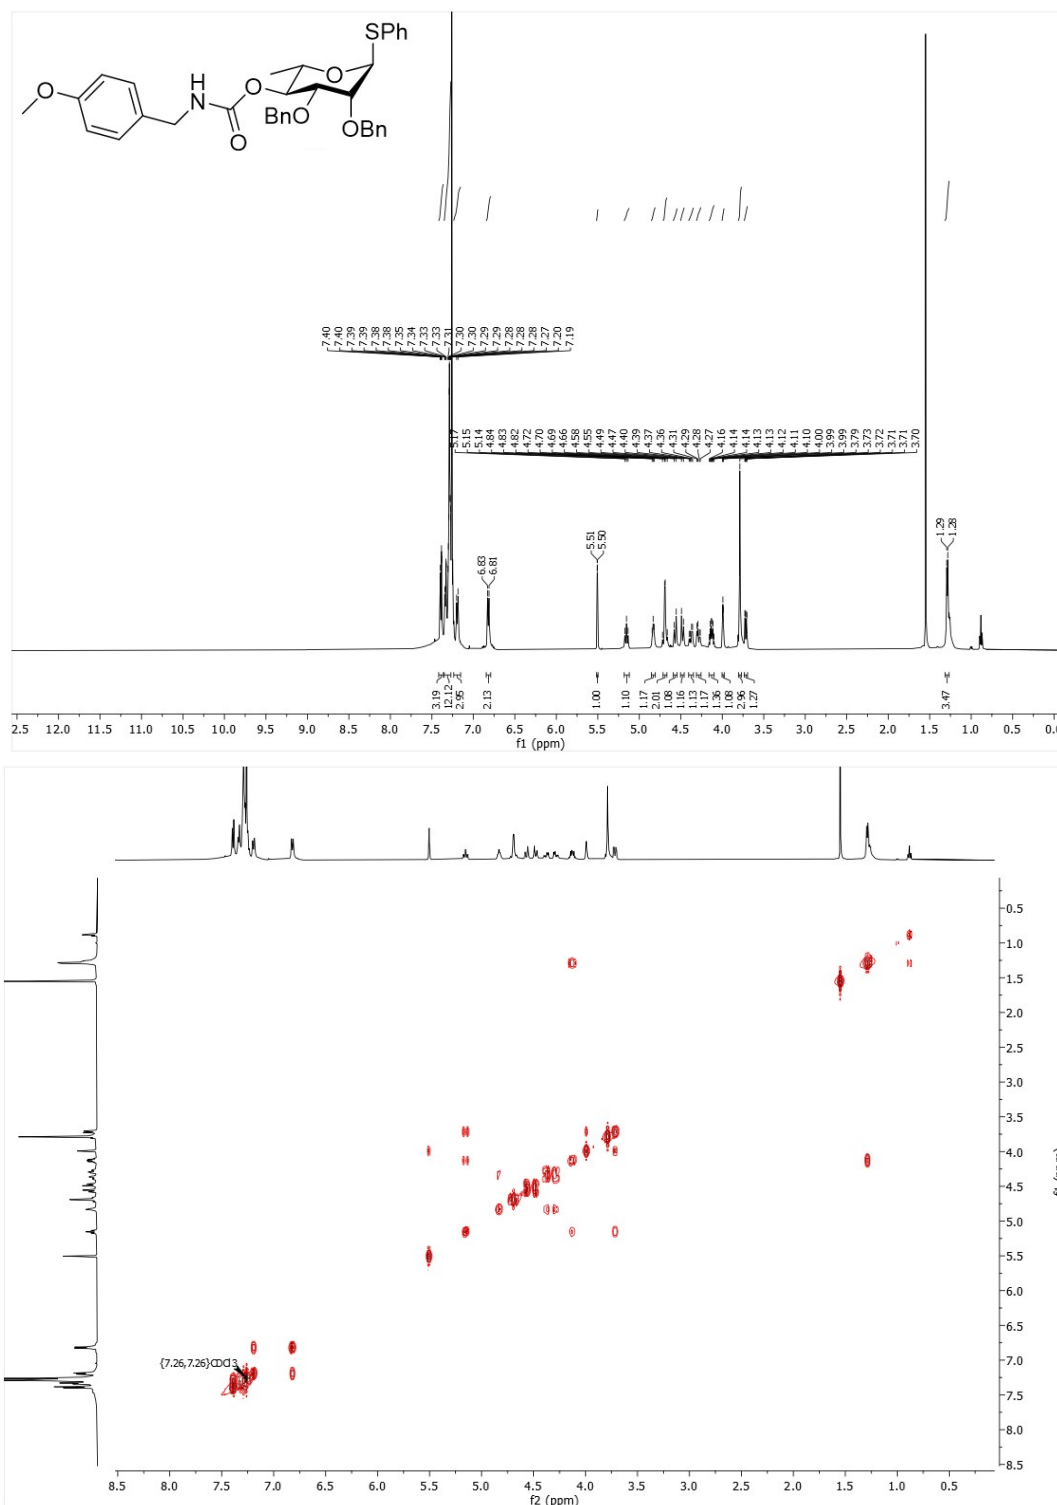 SPh
O
H
N
O
O
O
BnO
OBn
7.40 7.40 7.39 7.39 7.38 7.38 7.35 7.34 7.33 7.33 7.31 7.30 7.30 7.29 7.29 7.28 7.28 7.28 7.27 7.20 7.19
5.17 5.15 5.14 4.84 4.83 4.82 4.72 4.70 4.69 4.66 4.58 4.55 4.49 4.47 4.40 4.39 4.37 4.36 4.31 4.29 4.28 4.27 4.16 4.14 4.14 4.13 4.13 4.12 4.11 4.10 4.00 3.99 3.99 3.79 3.73 3.72 3.71 3.71 3.70
6.83 6.81
5.51 5.50
1.29 1.28
3.19 12.12 2.95 2.13 1.00 1.10 1.17 2.01 1.08 1.16 1.13 1.17 1.36 1.08 2.96 1.27 3.47
12.5 12.0 11.5 11.0 10.5 10.0 9.5 9.0 8.5 8.0 7.5 7.0 6.5 6.0 5.5 5.0 4.5 4.0 3.5 3.0 2.5 2.0 1.5 1.0 0.5 0.0
f1 (ppm)
0.5
1.0
1.5
2.0
2.5
3.0
3.5
4.0
4.5
5.0
5.5
6.0
6.5
7.0
7.5
8.0
8.5
f1 (ppm)
{7.26,7.26}CDCl3
8.5 8.0 7.5 7.0 6.5 6.0 5.5 5.0 4.5 4.0 3.5 3.0 2.5 2.0 1.5 1.0 0.5
f2 (ppm)